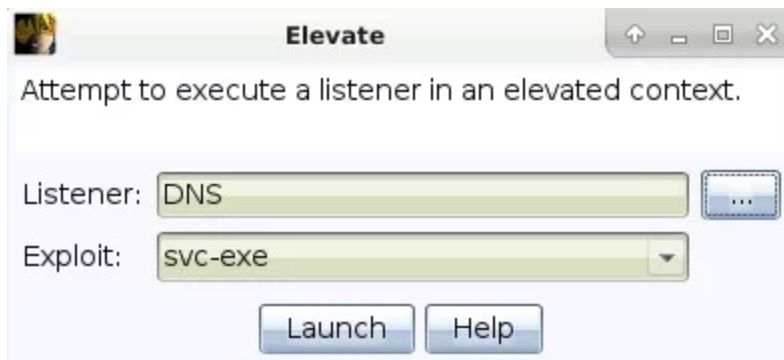 Elevate
Attempt to execute a listener in an elevated context.
Listener: DNS ...
Exploit: svc-exe
Launch Help